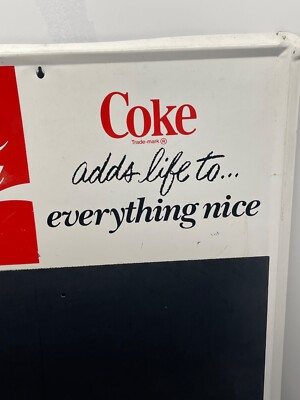 Coke
Trade-mark ®
adds life to...
everything nice